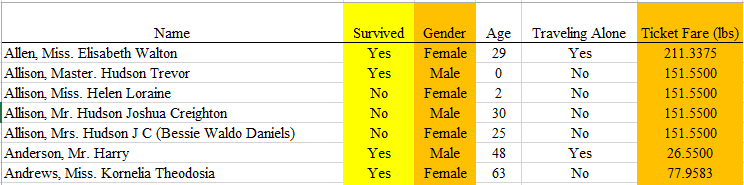 Name Survived Gender Age Traveling Alone Ticket Fare (lbs)
Allen, Miss. Elisabeth Walton Yes Female 29 Yes 211.3375
Allison, Master. Hudson Trevor Yes Male 0 No 151.5500
Allison, Miss. Helen Loraine No Female 2 No 151.5500
Allison, Mr. Hudson Joshua Creighton No Male 30 No 151.5500
Allison, Mrs. Hudson J C (Bessie Waldo Daniels) No Female 25 No 151.5500
Anderson, Mr. Harry Yes Male 48 Yes 26.5500
Andrews, Miss. Kornelia Theodosia Yes Female 63 No 77.9583